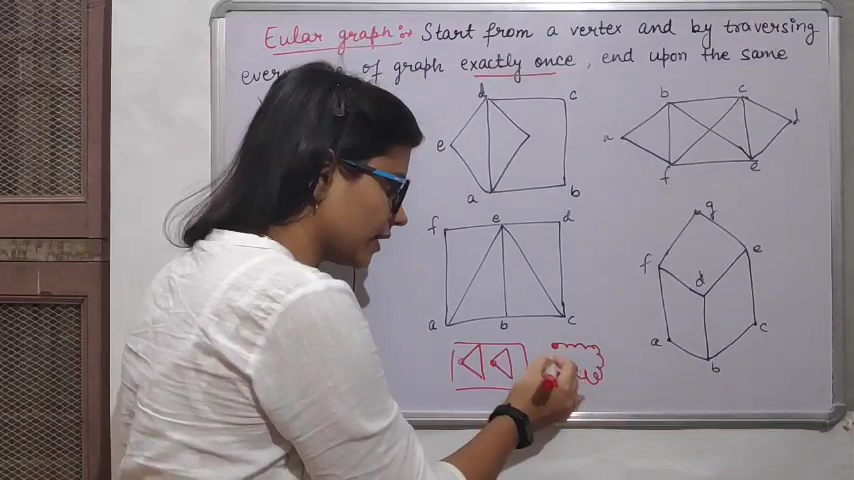 Eular graph:→ Start from a vertex and by traversing
of graph exactly once, end upon the same
d c
e
a b
b c
a d
f e
f e d
a b c
g
f e
d
a c
b